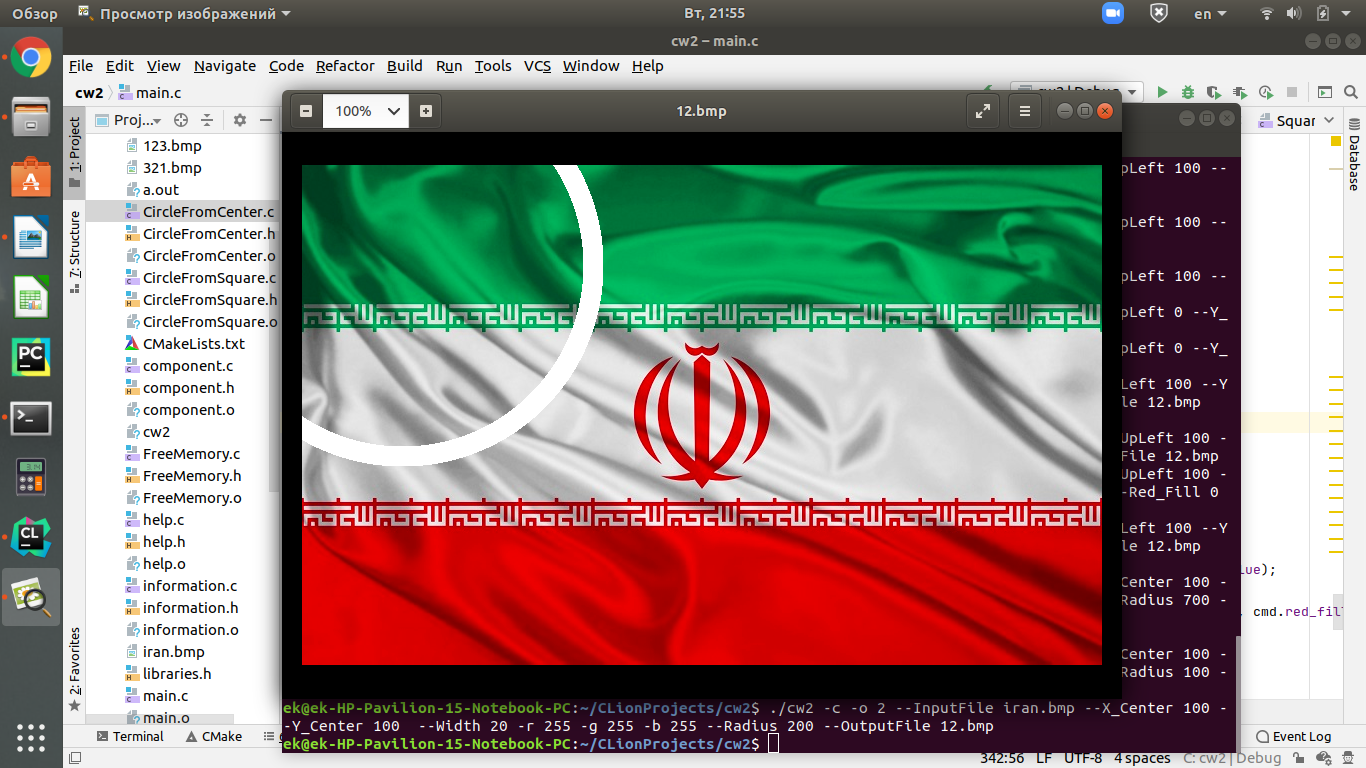 Обзор Просмотр изображений Вт, 21:55 en
cw2 – main.c
File Edit View Navigate Code Refactor Build Run Tools VCS Window Help
cw2 main.c
100% 12.bmp
Proj... Squar
1: Project
7: Structure
2: Favorites
Database
123.bmp
321.bmp
a.out
CircleFromCenter.c
CircleFromCenter.h
CircleFromCenter.o
CircleFromSquare.c
CircleFromSquare.h
CircleFromSquare.o
CMakeLists.txt
component.c
component.h
component.o
cw2
FreeMemory.c
FreeMemory.h
FreeMemory.o
help.c
help.h
help.o
information.c
information.h
information.o
iran.bmp
libraries.h
main.c
main.o
pLeft 100 --
pLeft 100 --
pLeft 100 --
pLeft 0 --Y_
pLeft 0 --Y_
Left 100 --Y
le 12.bmp
UpLeft 100 -
File 12.bmp
UpLeft 100 -
-Red_Fill 0
Left 100 --Y
le 12.bmp
Center 100 -
Radius 700 -
Center 100 -
Radius 100 -
lue);
cmd.red_fil
ek@ek-HP-Pavilion-15-Notebook-PC:~/CLionProjects/cw2$ ./cw2 -c -o 2 --InputFile iran.bmp --X_Center 100 -
-Y_Center 100  --Width 20 -r 255 -g 255 -b 255 --Radius 200 --OutputFile 12.bmp
ek@ek-HP-Pavilion-15-Notebook-PC:~/CLionProjects/cw2$
Terminal CMake Event Log
342:56 LF UTF-8 4 spaces C: cw2 | Debug